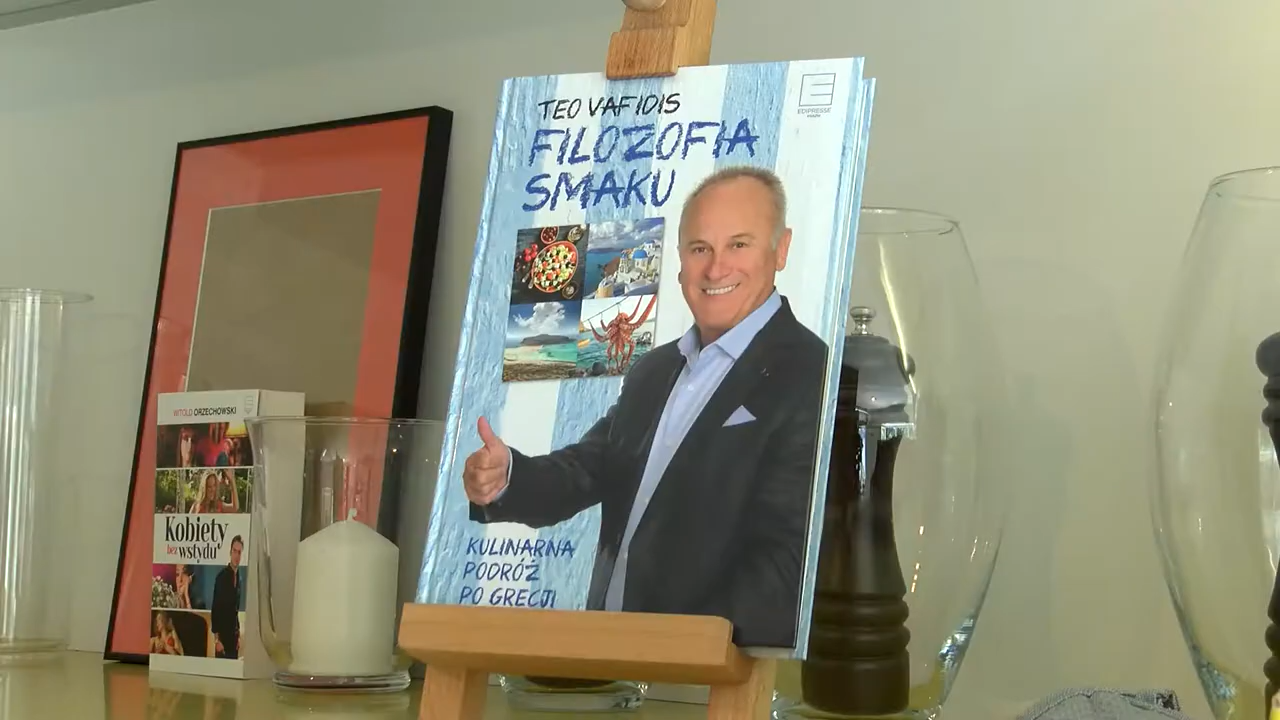 TEO VAFIDIS
FILOZOFIA
SMAKU
EDIPRESSE
KULINARNA
PODRÓŻ
PO GRECJI
WITOLD ORZECHOWSKI
Kobiety
bez wstydu